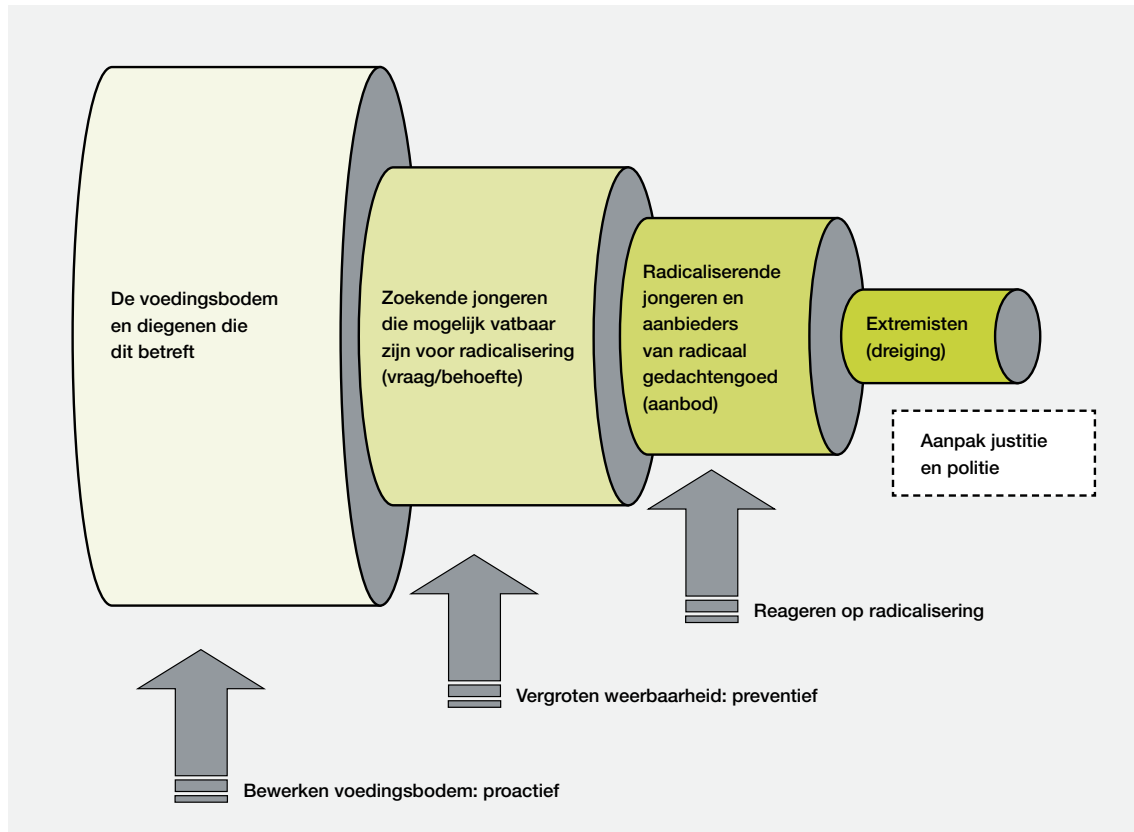 De voedingsbodem
en diegenen die
dit betreft
Zoekende jongeren
die mogelijk vatbaar
zijn voor radicalisering
(vraag/behoefte)
Radicaliserende
jongeren en
aanbieders
van radicaal
gedachtengoed
(aanbod)
Extremisten
(dreiging)
Aanpak justitie
en politie
Reageren op radicalisering
Vergroten weerbaarheid: preventief
Bewerken voedingsbodem: proactief